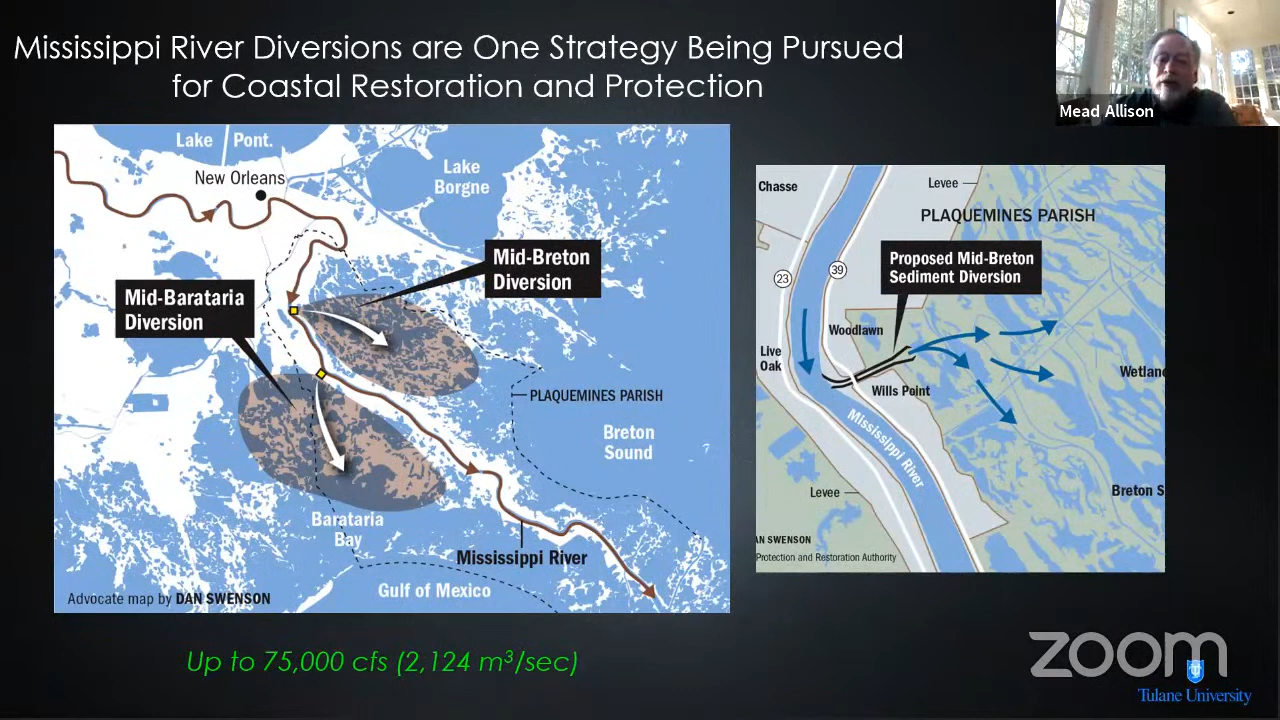 Mississippi River Diversions are One Strategy Being Pursued
for Coastal Restoration and Protection
Mead Allison
Lake Pont.
New Orleans
Lake
Borgne
Mid-Breton
Diversion
Mid-Barataria
Diversion
PLAQUEMINES PARISH
Breton
Sound
Barataria
Bay
Mississippi River
Gulf of Mexico
Advocate map by DAN SWENSON
Chasse
Levee
PLAQUEMINES PARISH
Proposed Mid-Breton
Sediment Diversion
23
39
Woodlawn
Live
Oak
Wills Point
Wetland
Mississippi River
Levee
Breton S
AN SWENSON
Protection and Restoration Authority
Up to 75,000 cfs (2,124 m³/sec)
zoom
Tulane University